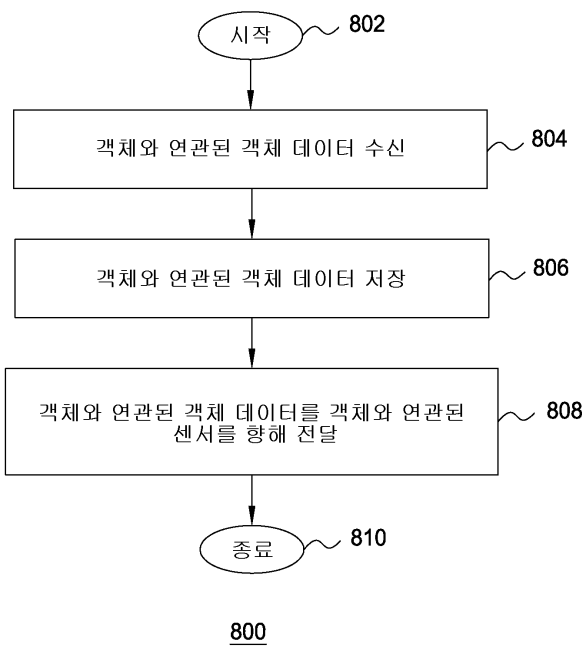 시작
802
객체와 연관된 객체 데이터 수신
804
객체와 연관된 객체 데이터 저장
806
객체와 연관된 객체 데이터를 객체와 연관된
센서를 향해 전달
808
종료
810
800